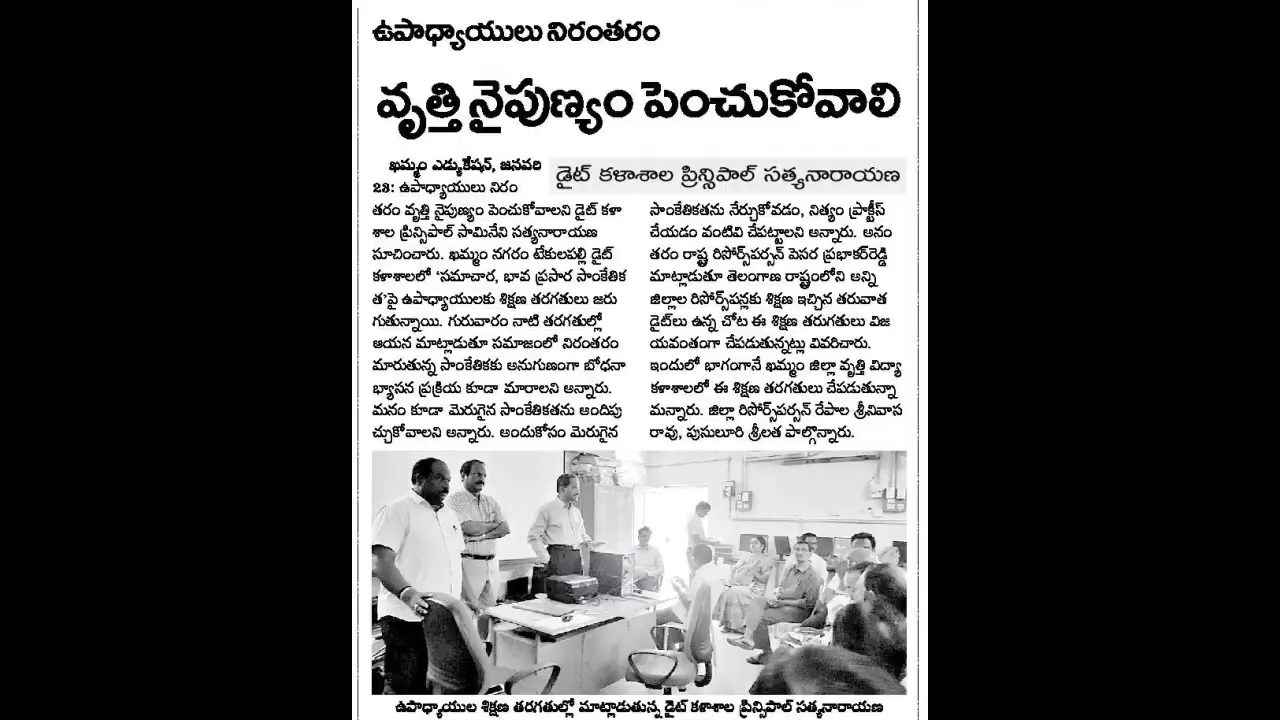 ఉపాధ్యాయులు నిరంతరం
వృత్తి నైపుణ్యం పెంచుకోవాలి
డైట్ కళాశాల ప్రిన్సిపాల్ సత్యనారాయణ
ఖమ్మం ఎడ్యుకేషన్, జనవరి
23: ఉపాధ్యాయులు నిరం
తరం వృత్తి నైపుణ్యం పెంచుకోవాలని డైట్ కళా
శాల ప్రిన్సిపాల్ సామినేని సత్యనారాయణ
సూచించారు. ఖమ్మం నగరం టేకులపల్లి డైట్
కళాశాలలో ‘సమాచార, భావ ప్రసార సాంకేతిక
త’పై ఉపాధ్యాయులకు శిక్షణ తరగతులు జరు
గుతున్నాయి. గురువారం నాటి తరగతుల్లో
ఆయన మాట్లాడుతూ సమాజంలో నిరంతరం
మారుతున్న సాంకేతికకు అనుగుణంగా బోధనా
భ్యాసన ప్రక్రియ కూడా మారాలని అన్నారు.
మనం కూడా మెరుగైన సాంకేతికతను అందిపు
చ్చుకోవాలని అన్నారు. అందుకోసం మెరుగైన
సాంకేతికతను నేర్చుకోవడం, నిత్యం ప్రాక్టీస్
చేయడం వంటివి చేపట్టాలని అన్నారు. అనం
తరం రాష్ట్ర రిసోర్స్‌పర్సన్ పెసర ప్రభాకర్‌రెడ్డి
మాట్లాడుతూ తెలంగాణ రాష్ట్రంలోని అన్ని
జిల్లాల రిసోర్స్‌పర్సన్లకు శిక్షణ ఇచ్చిన తరువాత
డైట్‌లు ఉన్న చోట ఈ శిక్షణ తరుగతులు విజ
యవంతంగా చేపడుతున్నట్లు వివరించారు.
ఇందులో భాగంగానే ఖమ్మం జిల్లా వృత్తి విద్యా
కళాశాలలో ఈ శిక్షణ తరగతులు చేపడుతున్నా
మన్నారు. జిల్లా రిసోర్స్‌పర్సన్ రేపాల శ్రీనివాస
రావు, పుసులూరి శ్రీలత పాల్గొన్నారు.
ఉపాధ్యాయుల శిక్షణ తరగతుల్లో మాట్లాడుతున్న డైట్ కళాశాల ప్రిన్సిపాల్ సత్యనారాయణ